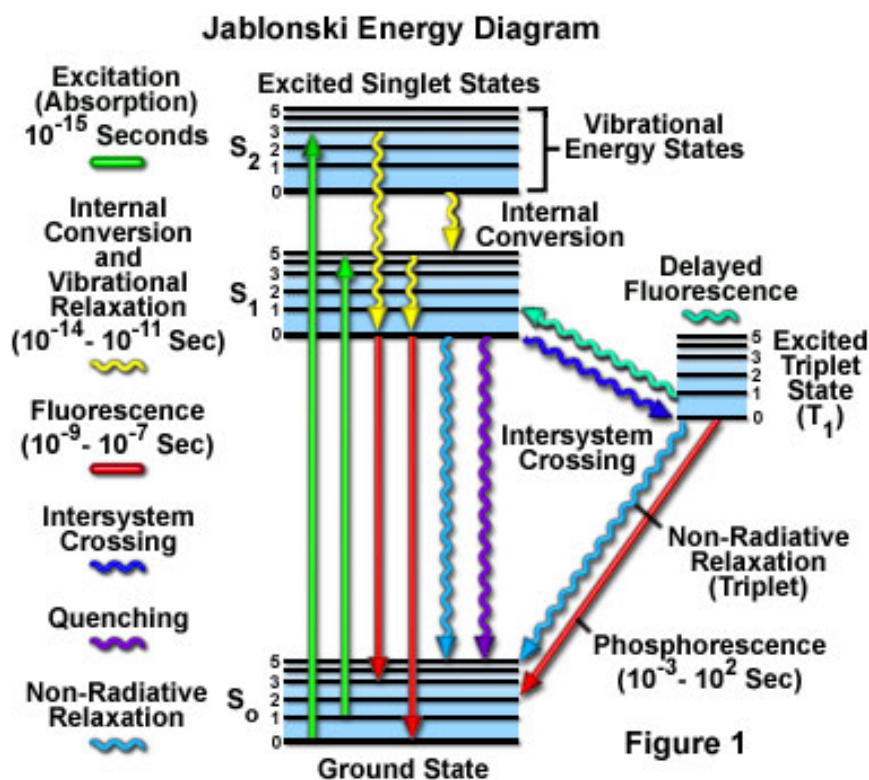 Jablonski Energy Diagram
Excitation
(Absorption)
10⁻¹⁵ Seconds
Internal
Conversion
and
Vibrational
Relaxation
(10⁻¹⁴ - 10⁻¹¹ Sec)
Fluorescence
(10⁻⁹ - 10⁻⁷ Sec)
Intersystem
Crossing
Quenching
Non-Radiative
Relaxation
Excited Singlet States
S₂
5
3
2
1
0
Vibrational
Energy States
Internal
Conversion
S₁
5
3
2
1
0
Delayed
Fluorescence
5
3
2
1
0
Excited
Triplet
State
(T₁)
Intersystem
Crossing
Non-Radiative
Relaxation
(Triplet)
Phosphorescence
(10⁻³ - 10² Sec)
Sₒ
5
3
2
1
0
Ground State
Figure 1